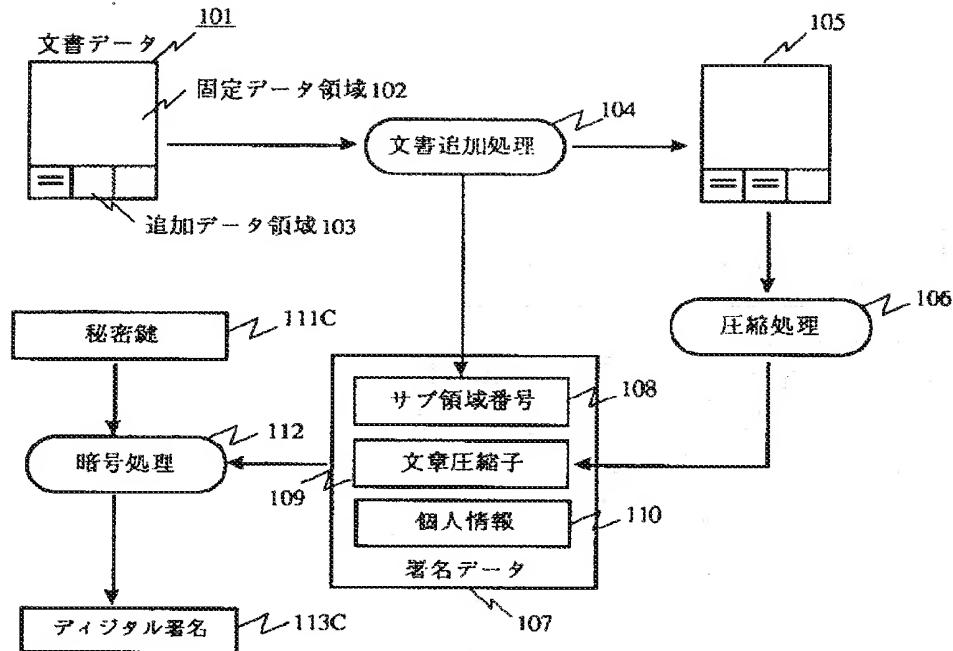 101
文書データ
固定データ領域102
追加データ領域103
文書追加処理
104
105
圧縮処理
106
秘密鍵
111C
サブ領域番号
108
文章圧縮子
109
個人情報
110
署名データ
107
暗号処理
112
ディジタル署名
113C